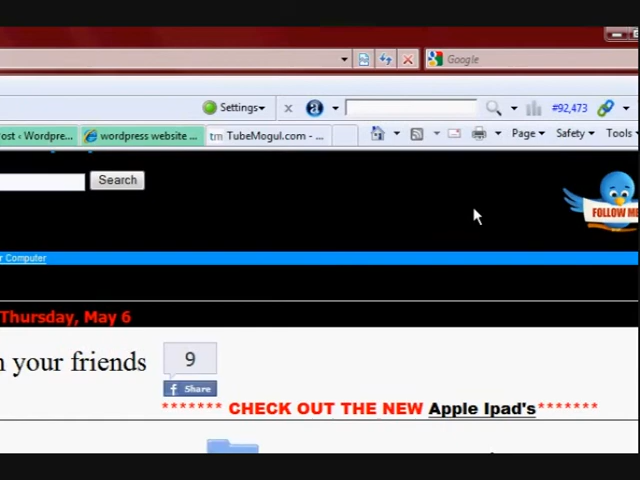 Google
Settings
#92,473
ost ‹ Wordpre...
wordpress website ...
tm TubeMogul.com - ...
Page
Safety
Tools
Search
FOLLOW ME
r Computer
Thursday, May 6
n your friends
9
f Share
******* CHECK OUT THE NEW Apple Ipad's*******